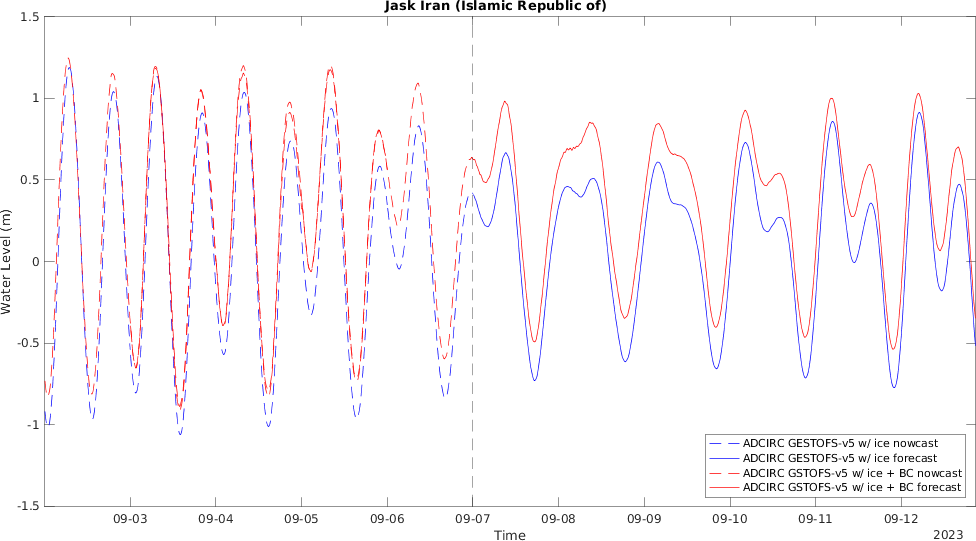 Jask Iran (Islamic Republic of)
1.5
1
0.5
0
-0.5
-1
-1.5
Water Level (m)
ADCIRC GESTOFS-v5 w/ ice nowcast
ADCIRC GESTOFS-v5 w/ ice forecast
ADCIRC GSTOFS-v5 w/ ice + BC nowcast
ADCIRC GSTOFS-v5 w/ ice + BC forecast
09-03 09-04 09-05 09-06 09-07 09-08 09-09 09-10 09-11 09-12
Time
2023